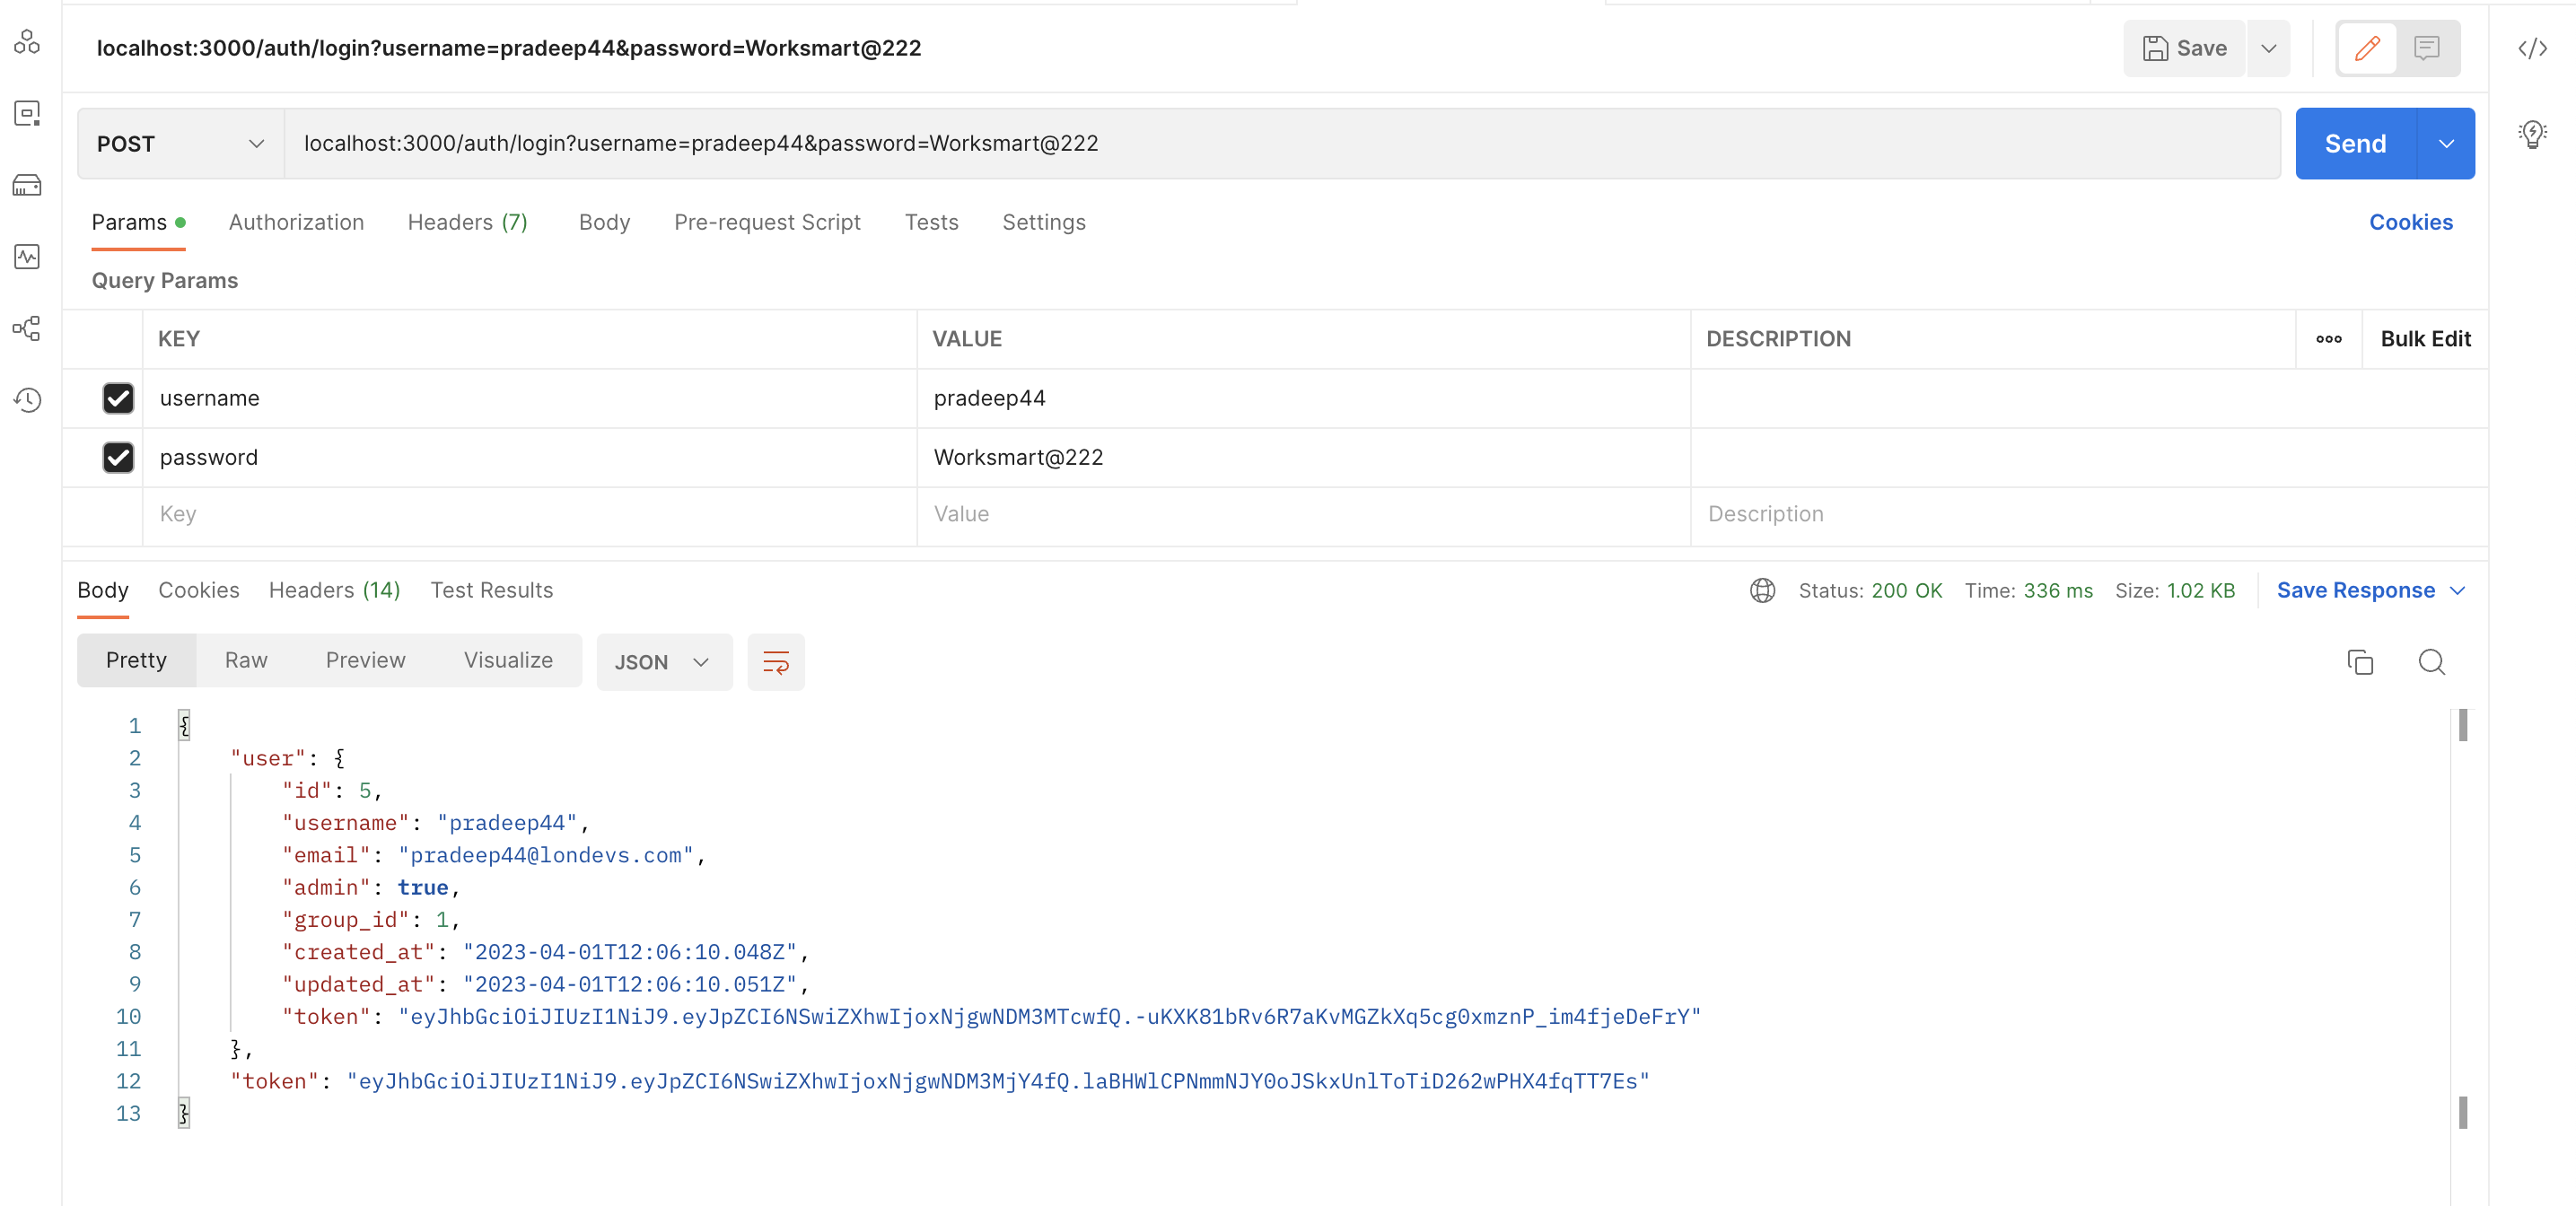 localhost:3000/auth/login?username=pradeep44&password=Worksmart@222
Save
POST
localhost:3000/auth/login?username=pradeep44&password=Worksmart@222
Send
Params Authorization Headers (7) Body Pre-request Script Tests Settings Cookies
Query Params
KEY VALUE DESCRIPTION Bulk Edit
username pradeep44
password Worksmart@222
Key Value Description
Body Cookies Headers (14) Test Results Status: 200 OK Time: 336 ms Size: 1.02 KB Save Response
Pretty Raw Preview Visualize JSON
1 {
2 "user": {
3 "id": 5,
4 "username": "pradeep44",
5 "email": "pradeep44@londevs.com",
6 "admin": true,
7 "group_id": 1,
8 "created_at": "2023-04-01T12:06:10.048Z",
9 "updated_at": "2023-04-01T12:06:10.051Z",
10 "token": "eyJhbGciOiJIUzI1NiJ9.eyJpZCI6NSwiZXhwIjoxNjgwNDM3MTcwfQ.-uKXK81bRv6R7aKvMGZkXq5cg0xmznP_im4fjeDeFrY"
11 },
12 "token": "eyJhbGciOiJIUzI1NiJ9.eyJpZCI6NSwiZXhwIjoxNjgwNDM3MjY4fQ.laBHWlCPNmmNJY0oJSkxUnlToTiD262wPHX4fqTT7Es"
13 }